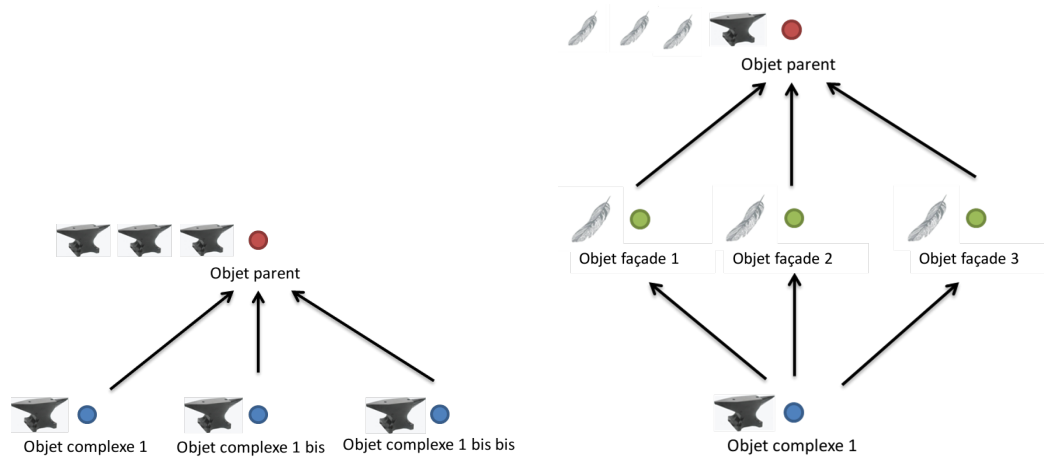 Objet parent
Objet complexe 1
Objet complexe 1 bis
Objet complexe 1 bis bis
Objet parent
Objet façade 1
Objet façade 2
Objet façade 3
Objet complexe 1